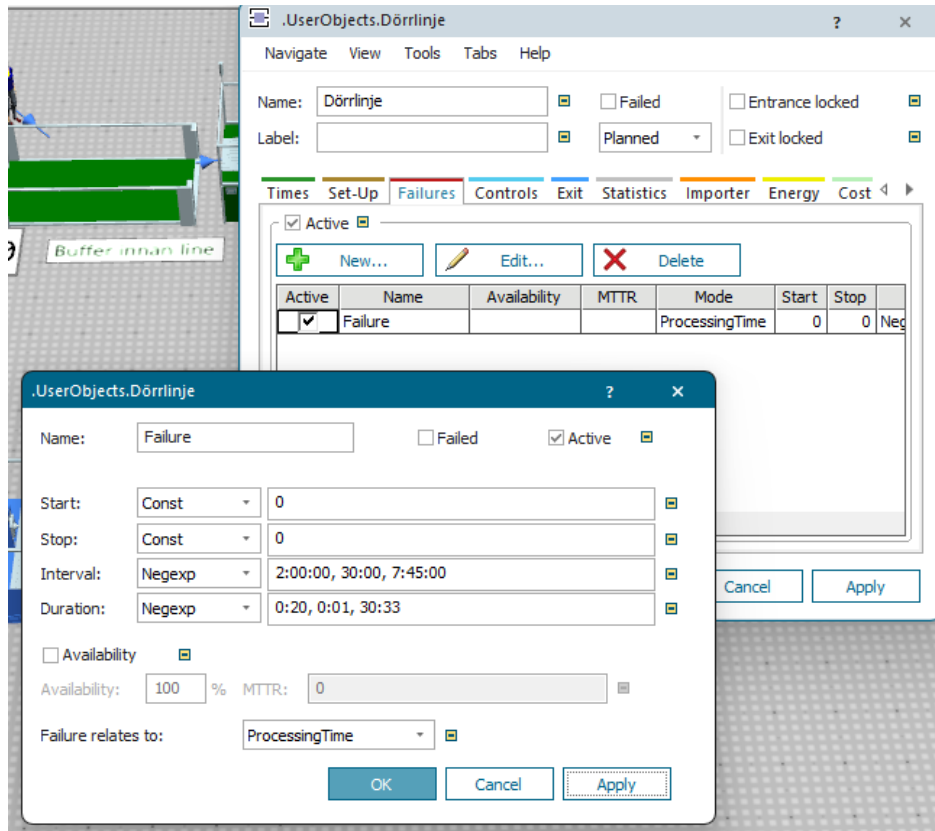 .UserObjects.Dörrlinje ? ×
Navigate View Tools Tabs Help
Name: Dörrlinje Failed Entrance locked
Label: Planned Exit locked
Times Set-Up Failures Controls Exit Statistics Importer Energy Cost
Active
New... Edit... Delete
Active Name Availability MTTR Mode Start Stop
Failure ProcessingTime 0 0 Neg
Buffer innan line
Cancel Apply
.UserObjects.Dörrlinje ? ×
Name: Failure Failed Active
Start: Const 0
Stop: Const 0
Interval: Negexp 2:00:00, 30:00, 7:45:00
Duration: Negexp 0:20, 0:01, 30:33
Availability
Availability: 100 % MTTR: 0
Failure relates to: ProcessingTime
OK Cancel Apply